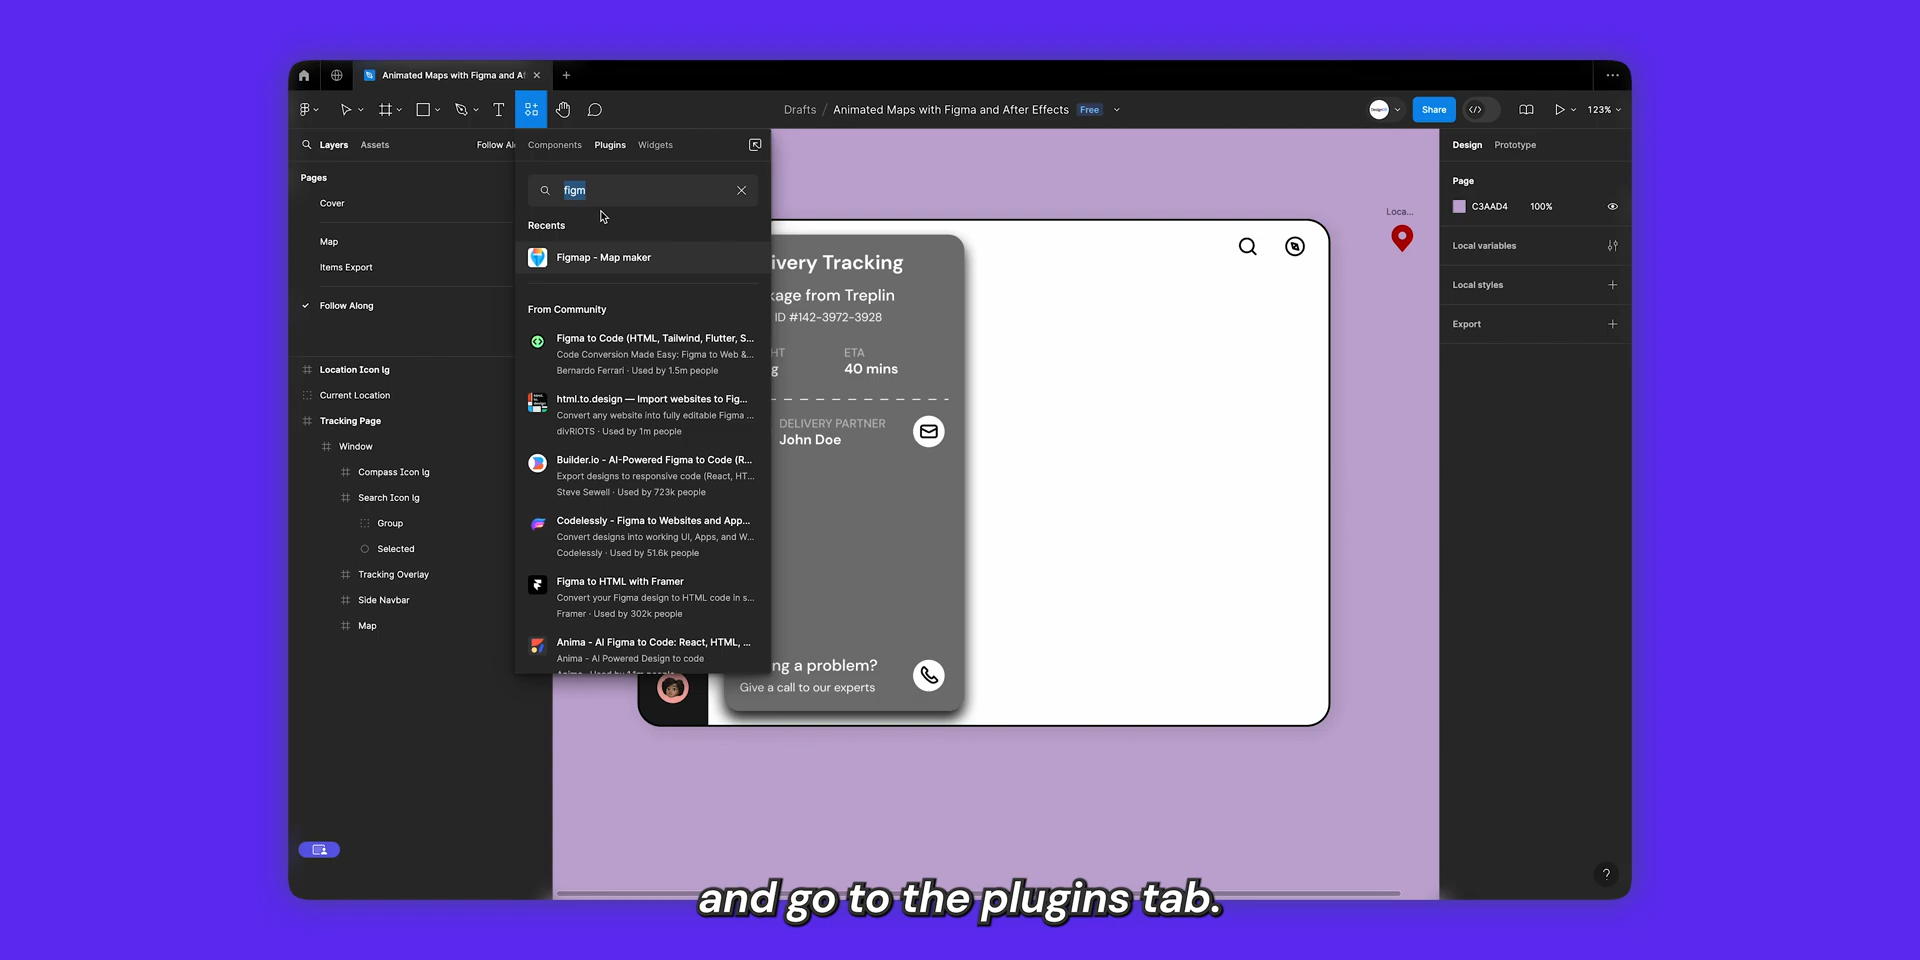 Animated Maps with Figma and Af
Drafts / Animated Maps with Figma and After Effects Free
Share
123%
Layers Assets
Follow Al
Pages
Cover
Map
Items Export
Follow Along
Location Icon lg
Current Location
Tracking Page
Window
Compass Icon lg
Search Icon lg
Group
Selected
Tracking Overlay
Side Navbar
Map
Components Plugins Widgets
figm
Recents
Figmap - Map maker
From Community
Figma to Code (HTML, Tailwind, Flutter, S...
Code Conversion Made Easy: Figma to Web &...
Bernardo Ferrari · Used by 1.5m people
html.to.design — Import websites to Fig...
Convert any website into fully editable Figma ...
divRIOTS · Used by 1m people
Builder.io - AI-Powered Figma to Code (R...
Export designs to responsive code (React, HT...
Steve Sewell · Used by 723k people
Codelessly - Figma to Websites and App...
Convert designs into working UI, Apps, and W...
Codelessly · Used by 51.6k people
Figma to HTML with Framer
Convert your Figma design to HTML code in s...
Framer · Used by 302k people
Anima - AI Figma to Code: React, HTML, ...
Anima - AI Powered Design to code
ivery Tracking
kage from Treplin
ID #142-3972-3928
HT
g
ETA
40 mins
DELIVERY PARTNER
John Doe
ng a problem?
Give a call to our experts
Loca...
Design Prototype
Page
C3AAD4 100%
Local variables
Local styles
Export
?
and go to the plugins tab.